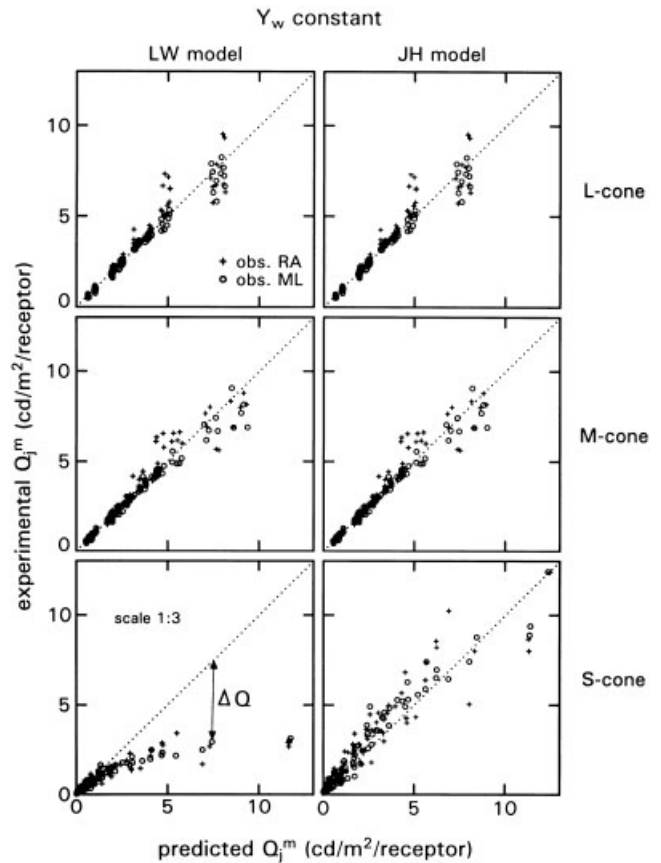 Y_w constant
LW model
JH model
10
5
0
+ obs. RA
o obs. ML
L-cone
10
5
0
M-cone
10
5
0
scale 1:3
ΔQ
S-cone
0 5 10
0 5 10
experimental Q_j^m (cd/m²/receptor)
predicted Q_j^m (cd/m²/receptor)